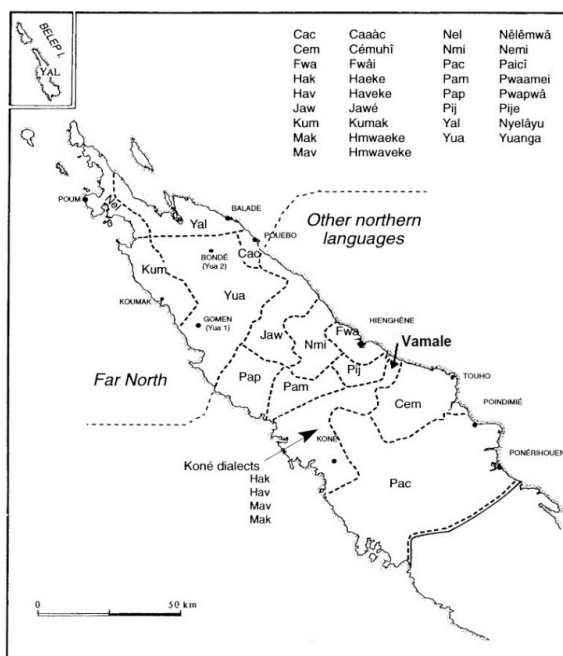 BELEP I.
YAL
Cac Caaàc Nel Nêlêmwâ
Cem Cémuhî Nmi Nemi
Fwa Fwâi Pac Paicî
Hak Haeke Pam Pwaamei
Hav Haveke Pap Pwapwâ
Jaw Jawé Pij Pije
Kum Kumak Yal Nyelâyu
Mak Hmwaeke Yua Yuanga
Mav Hmwaveke
POUM
Nel
Yal
BALADE
Other northern
languages
POUEBO
BONDÉ
(Yua 2)
Cac
Kum
Yua
KOUMAK
GOMEN
(Yua 1)
Jaw
Nmi
Fwa
HIENGHÈNE
Vamale
Far North
Pap
Pam
Pij
TOUHO
Cem
POINDIMIÉ
KONÉ
PONÉRIHOUEN
Koné dialects
Hak
Hav
Mav
Mak
Pac
0 50 km